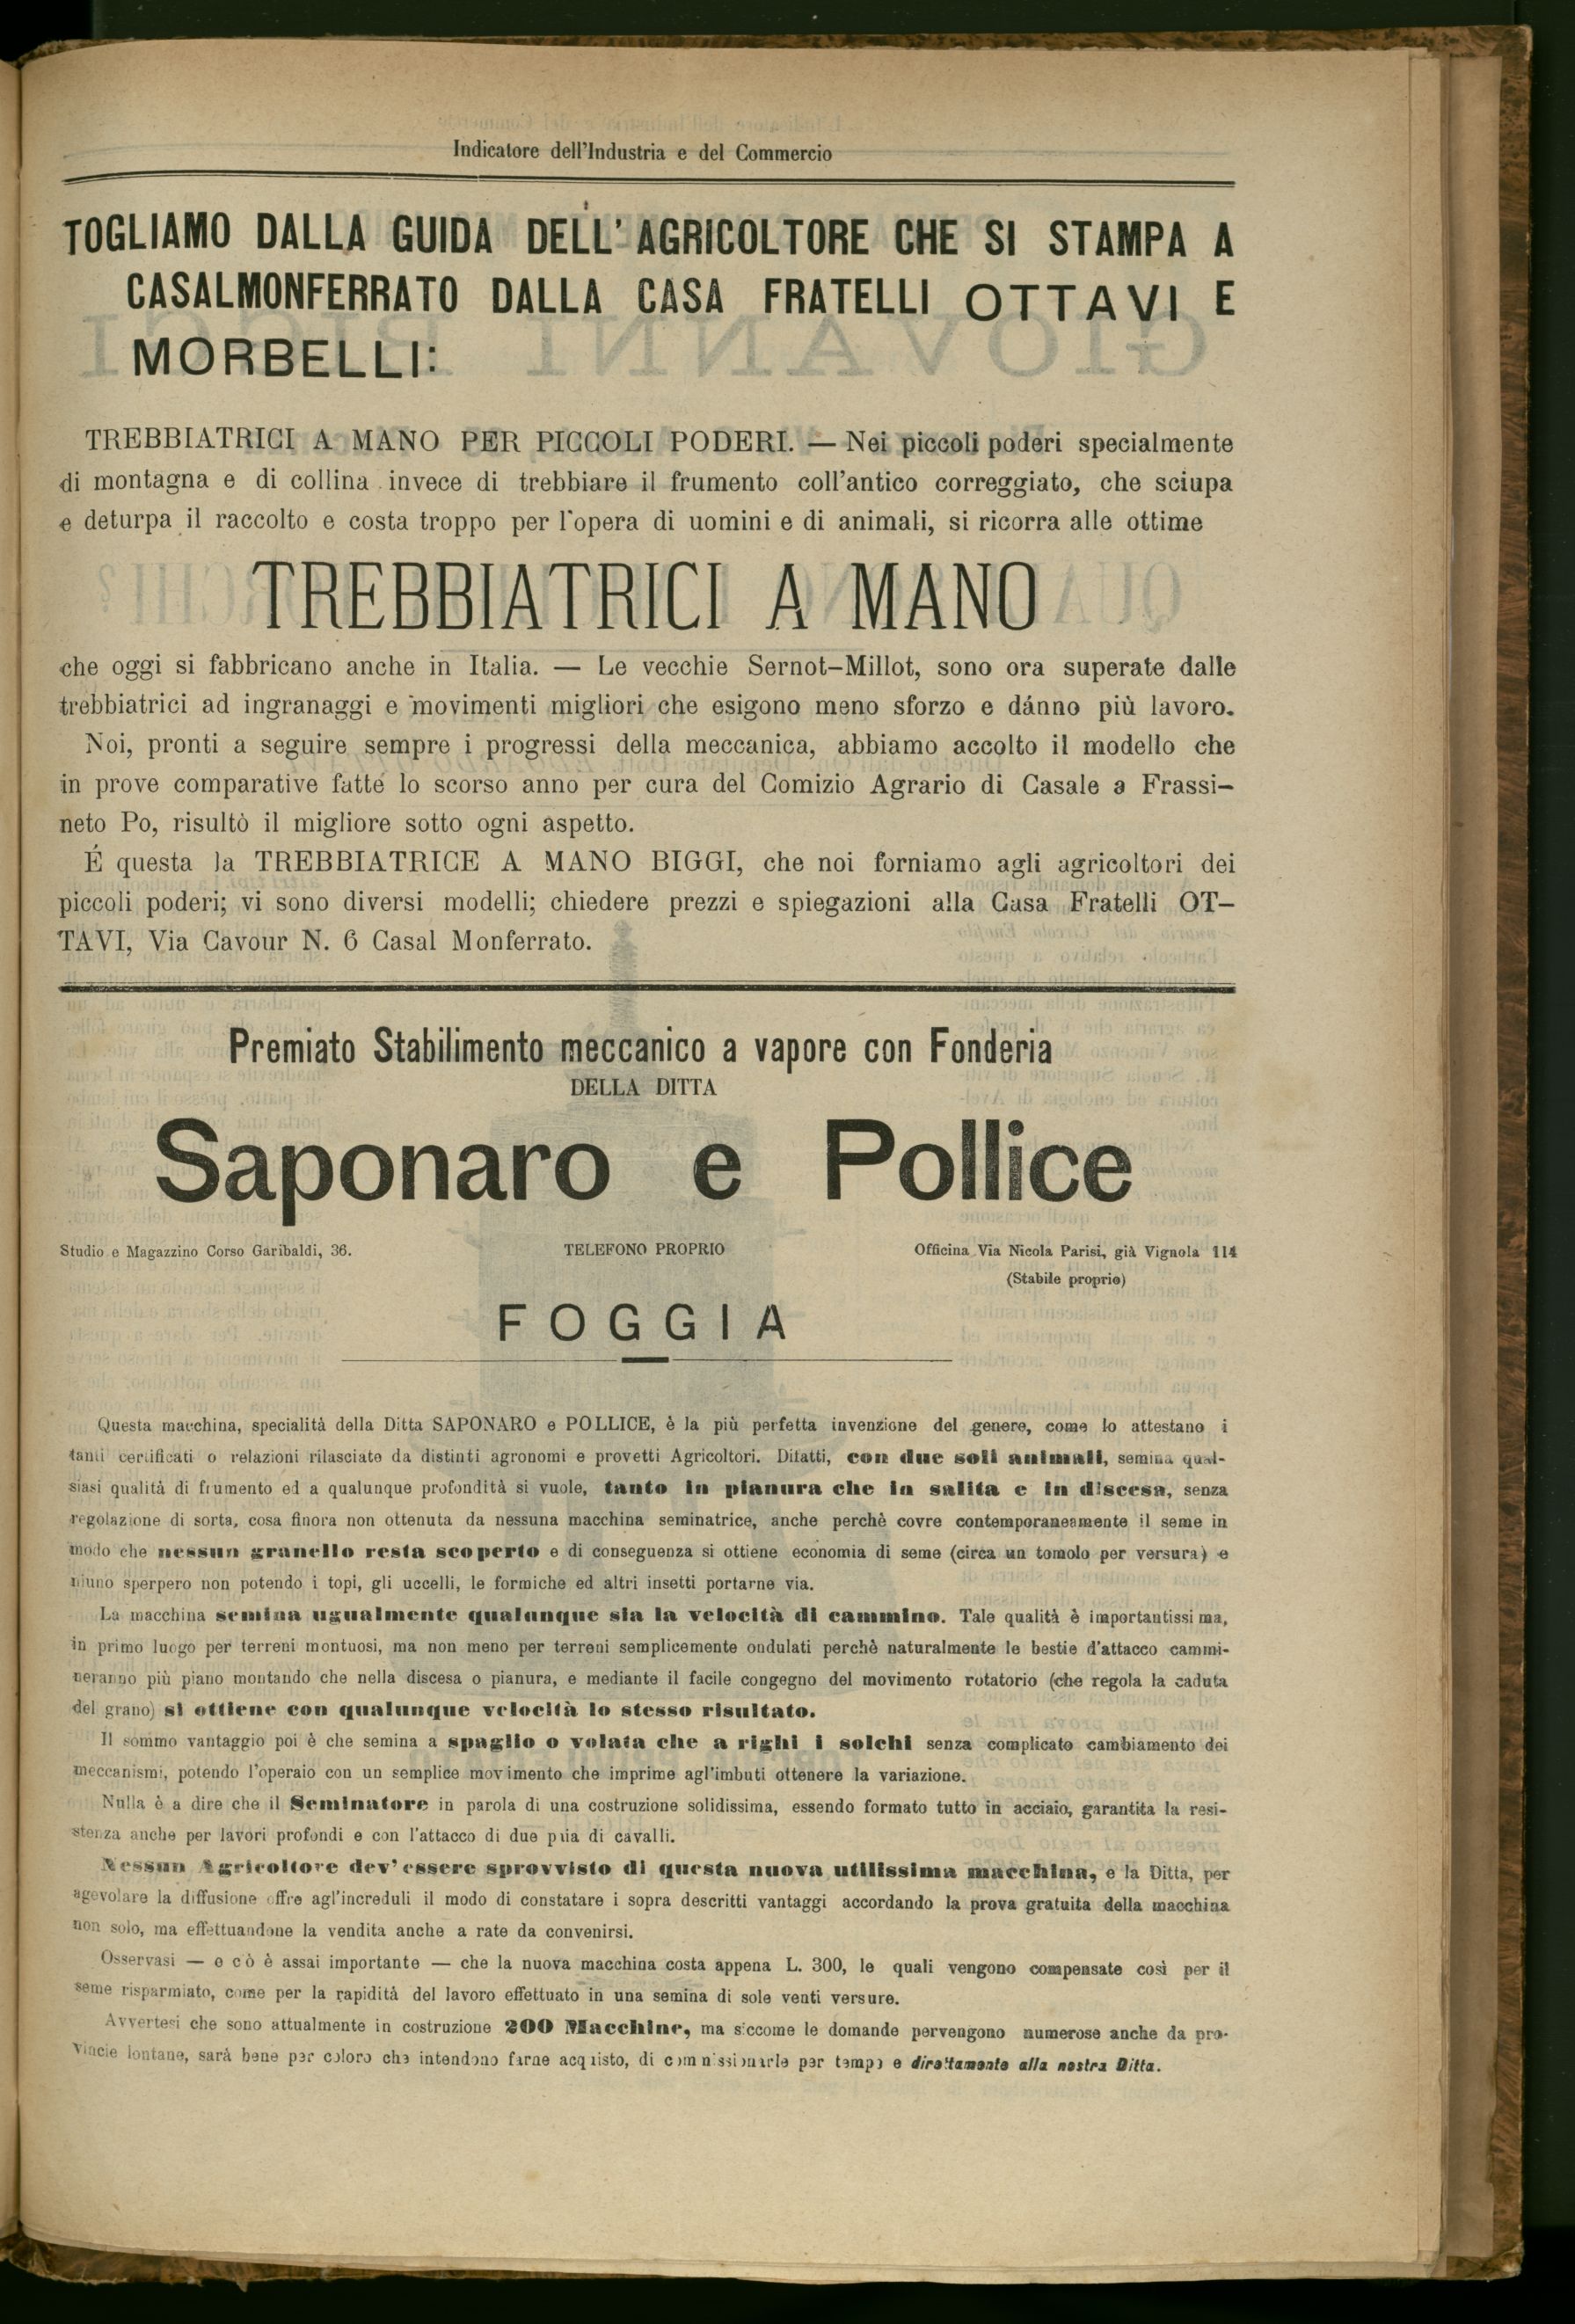 Indicatore dell'Industria e del Commercio
TOGLIAMO DALLA GUIDA DELL' AGRICOLTORE CHE SI STAMPA A
CASALMONFERRATO DALLA CASA FRATELLI OTTAVI E
MORBELLI:
TREBBIATRICI A MANO PER PICCOLI PODERI. — Nei piccoli poderi specialmente
di montagna e di collina invece di trebbiare il frumento coll'antico correggiato, che sciupa
e deturpa il raccolto e costa troppo per l'opera di uomini e di animali, si ricorra alle ottime
TREBBIATRICI A MANO
che oggi si fabbricano anche in Italia. — Le vecchie Sernot-Millot, sono ora superate dalle
trebbiatrici ad ingranaggi e movimenti migliori che esigono meno sforzo e dánno più lavoro.
Noi, pronti a seguire sempre i progressi della meccanica, abbiamo accolto il modello che
in prove comparative fatte lo scorso anno per cura del Comizio Agrario di Casale a Frassi-
neto Po, risultò il migliore sotto ogni aspetto.
É questa la TREBBIATRICE A MANO BIGGI, che noi forniamo agli agricoltori dei
piccoli poderi; vi sono diversi modelli; chiedere prezzi e spiegazioni alla Casa Fratelli OT-
TAVI, Via Cavour N. 6 Casal Monferrato.
Premiato Stabilimento meccanico a vapore con Fonderia
DELLA DITTA
Saponaro e Pollice
Studio e Magazzino Corso Garibaldi, 36.
TELEFONO PROPRIO
Officina Via Nicola Parisi, già Vignola 114
(Stabile proprio)
FOGGIA
Questa macchina, specialità della Ditta SAPONARO e POLLICE, è la più perfetta invenzione del genere, come lo attestano i
tanti certificati o relazioni rilasciate da distinti agronomi e provetti Agricoltori. Difatti, con due soli animali, semina qual-
siasi qualità di frumento ed a qualunque profondità si vuole, tanto in pianura che in salita e in discesa, senza
regolazione di sorta, cosa finora non ottenuta da nessuna macchina seminatrice, anche perchè covre contemporaneamente il seme in
modo che nessun granello resta scoperto e di conseguenza si ottiene economia di seme (circa un tomolo per versura) e
niuno sperpero non potendo i topi, gli uccelli, le formiche ed altri insetti portarne via.
La macchina semina ugualmente qualunque sia la velocità di cammino. Tale qualità è importantissima,
in primo luogo per terreni montuosi, ma non meno per terreni semplicemente ondulati perchè naturalmente le bestie d'attacco cammi-
neranno più piano montando che nella discesa o pianura, e mediante il facile congegno del movimento rotatorio (che regola la caduta
del grano) si ottiene con qualunque velocità lo stesso risultato.
Il sommo vantaggio poi è che semina a spaglio o volata che a righi i solchi senza complicato cambiamento dei
meccanismi, potendo l'operaio con un semplice movimento che imprime agl'imbuti ottenere la variazione.
Nulla è a dire che il Seminatore in parola di una costruzione solidissima, essendo formato tutto in acciaio, garantita la resi-
stenza anche per lavori profondi e con l'attacco di due paia di cavalli.
Nessun Agricoltore dev'essere sprovvisto di questa nuova utilissima macchina, e la Ditta, per
agevolare la diffusione offre agl'increduli il modo di constatare i sopra descritti vantaggi accordando la prova gratuita della macchina
non solo, ma effettuandone la vendita anche a rate da convenirsi.
Osservasi — e cò è assai importante — che la nuova macchina costa appena L. 300, le quali vengono compensate così per il
seme risparmiato, come per la rapidità del lavoro effettuato in una semina di sole venti versure.
Avvertesi che sono attualmente in costruzione 200 Macchine, ma siccome le domande pervengono numerose anche da pro-
vincie lontane, sarà bene per coloro che intendono farne acquisto, di commissionarle per tempo e direttamente alla nostra Ditta.